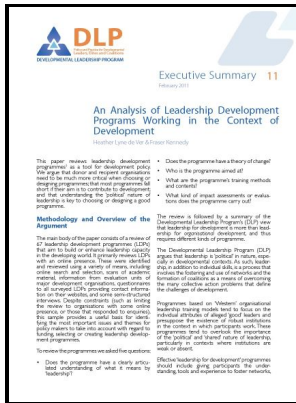 DLP
DEVELOPMENTAL LEADERSHIP PROGRAM
Executive Summary 11
February 2011
An Analysis of Leadership Development
Programs Working in the Context of
Development
Heather Lyne de Ver & Fraser Kennedy
This paper reviews leadership development
programmes as a tool for development policy.
We argue that donor and recipient organisations
need to be much more critical when choosing or
designing programmes; that most programmes fall
short if their aim is to contribute to development;
and that understanding the 'political' nature of
leadership is key to choosing or designing a good
programme.
Methodology and Overview of the
Argument
The main body of the paper consists of a review of
67 leadership development programmes (LDPs)
that aim to build or enhance leadership capacity
in the developing world. It primarily reviews LDPs
with an online presence. These were identified
and reviewed using a variety of means, including
online search and selection, scans of academic
material, information from evaluation units of
major development organisations, questionnaires
to all surveyed LDPs providing contact informa-
tion on their websites, and some semi-structured
interviews. Despite constraints (such as limiting
the review to organisations with some online
presence, or those that responded to enquiries),
this sample provides a useful basis for identi-
fying the most important issues and themes for
policy makers to take into account with regard to
funding, selecting or creating leadership develop-
ment programmes.
To review the programmes we asked five questions:
• Does the programme have a clearly articu-
lated understanding of what it means by
'leadership'?
• Does the programme have a theory of change?
• Who is the programme aimed at?
• What are the programme's training methods
and contents?
• What kind of impact assessments or evalua-
tions does the programme carry out?
The review is followed by a summary of the
Developmental Leadership Program's (DLP) view
that leadership for development is more than lead-
ership for organisational development, and thus
requires different kinds of programme.
The Developmental Leadership Program (DLP)
argues that leadership is 'political' in nature, espe-
cially in developmental contexts. As such, leader-
ship, in addition to individual skills, is a process that
involves the fostering and use of networks and the
formation of coalitions as a means of overcoming
the many collective action problems that define
the challenges of development.
Programmes based on 'Western' organisational
leadership training models tend to focus on the
individual attributes of alleged 'good' leaders and
presuppose the existence of robust institutions
in the context in which participants work. These
programmes tend to overlook the importance
of the 'political' and 'shared' nature of leadership,
particularly in contexts where institutions are
weak or absent.
Effective 'leadership for development' programmes
should include giving participants the under-
standing, tools and experience to foster networks,